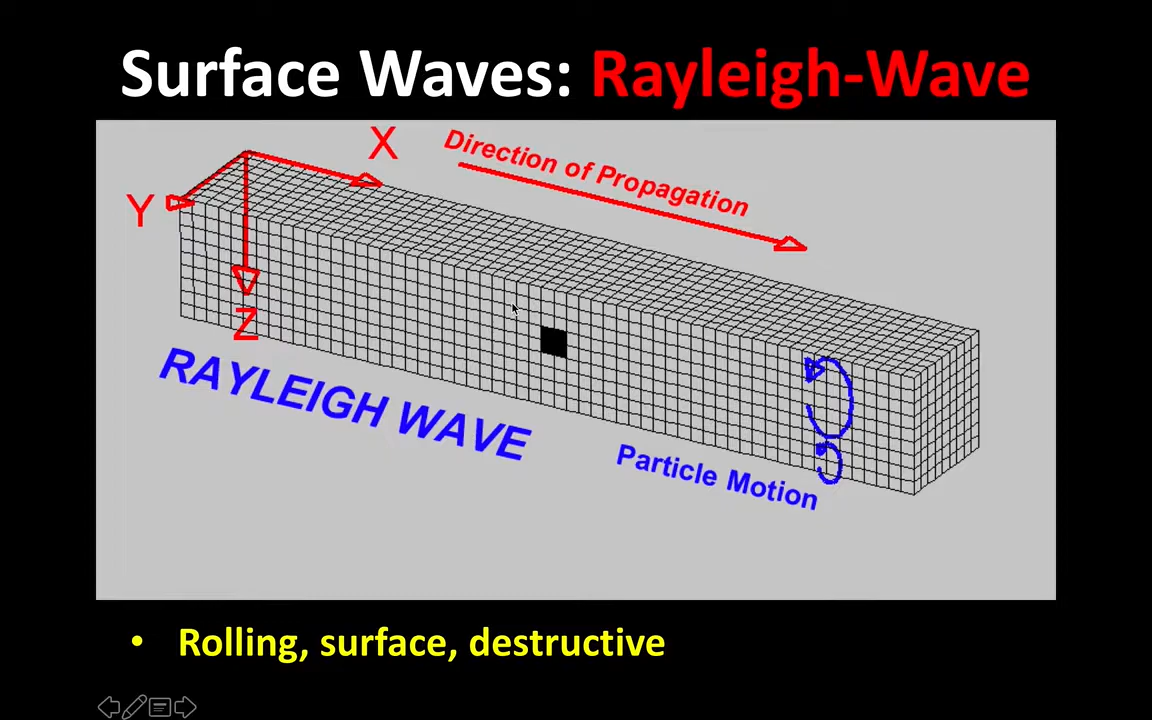 Surface Waves: Rayleigh-Wave
X
Direction of Propagation
Y
Z
RAYLEIGH WAVE
Particle Motion
• Rolling, surface, destructive